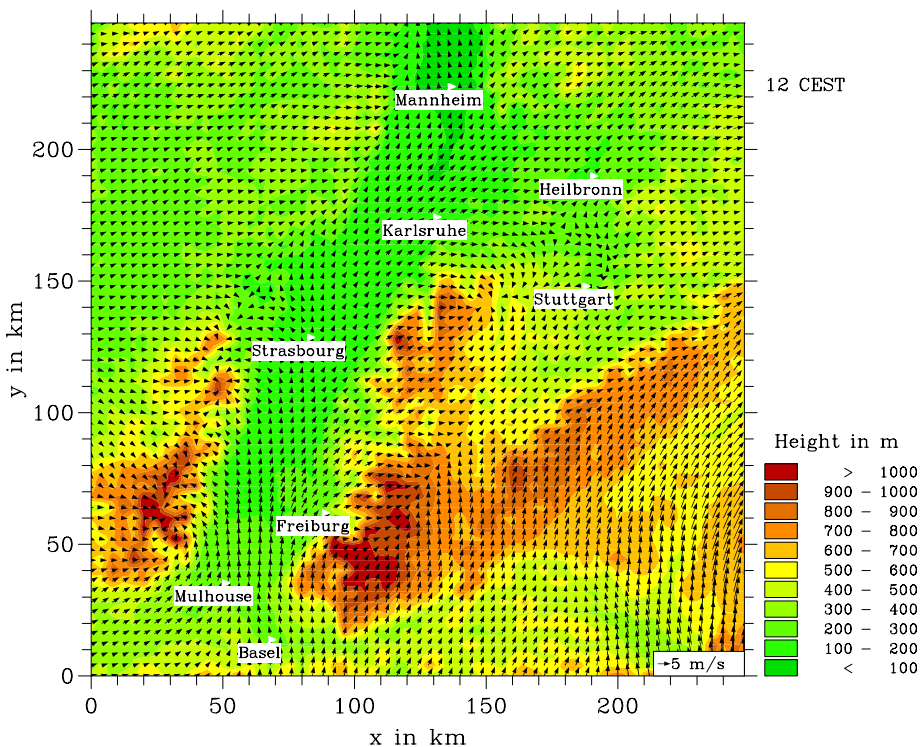 12 CEST
Mannheim
200
Heilbronn
Karlsruhe
150
Stuttgart
Strasbourg
y in km
100
Height in m
> 1000
900 - 1000
800 - 900
700 - 800
600 - 700
500 - 600
400 - 500
300 - 400
200 - 300
100 - 200
< 100
Freiburg
50
Mulhouse
Basel
5 m/s
0
0 50 100 150 200
x in km